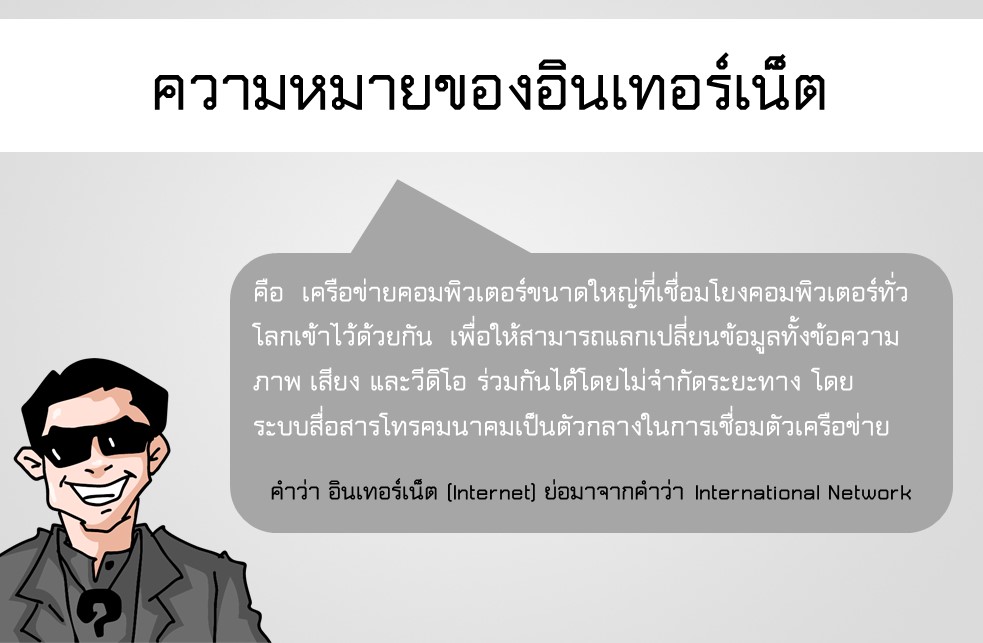 ความหมายของอินเทอร์เน็ต
คือ เครือข่ายคอมพิวเตอร์ขนาดใหญ่ที่เชื่อมโยงคอมพิวเตอร์ทั่ว
โลกเข้าไว้ด้วยกัน เพื่อให้สามารถแลกเปลี่ยนข้อมูลทั้งข้อความ
ภาพ เสียง และวีดิโอ ร่วมกันได้โดยไม่จำกัดระยะทาง โดย
ระบบสื่อสารโทรคมนาคมเป็นตัวกลางในการเชื่อมตัวเครือข่าย
คำว่า อินเทอร์เน็ต (Internet) ย่อมาจากคำว่า International Network
?